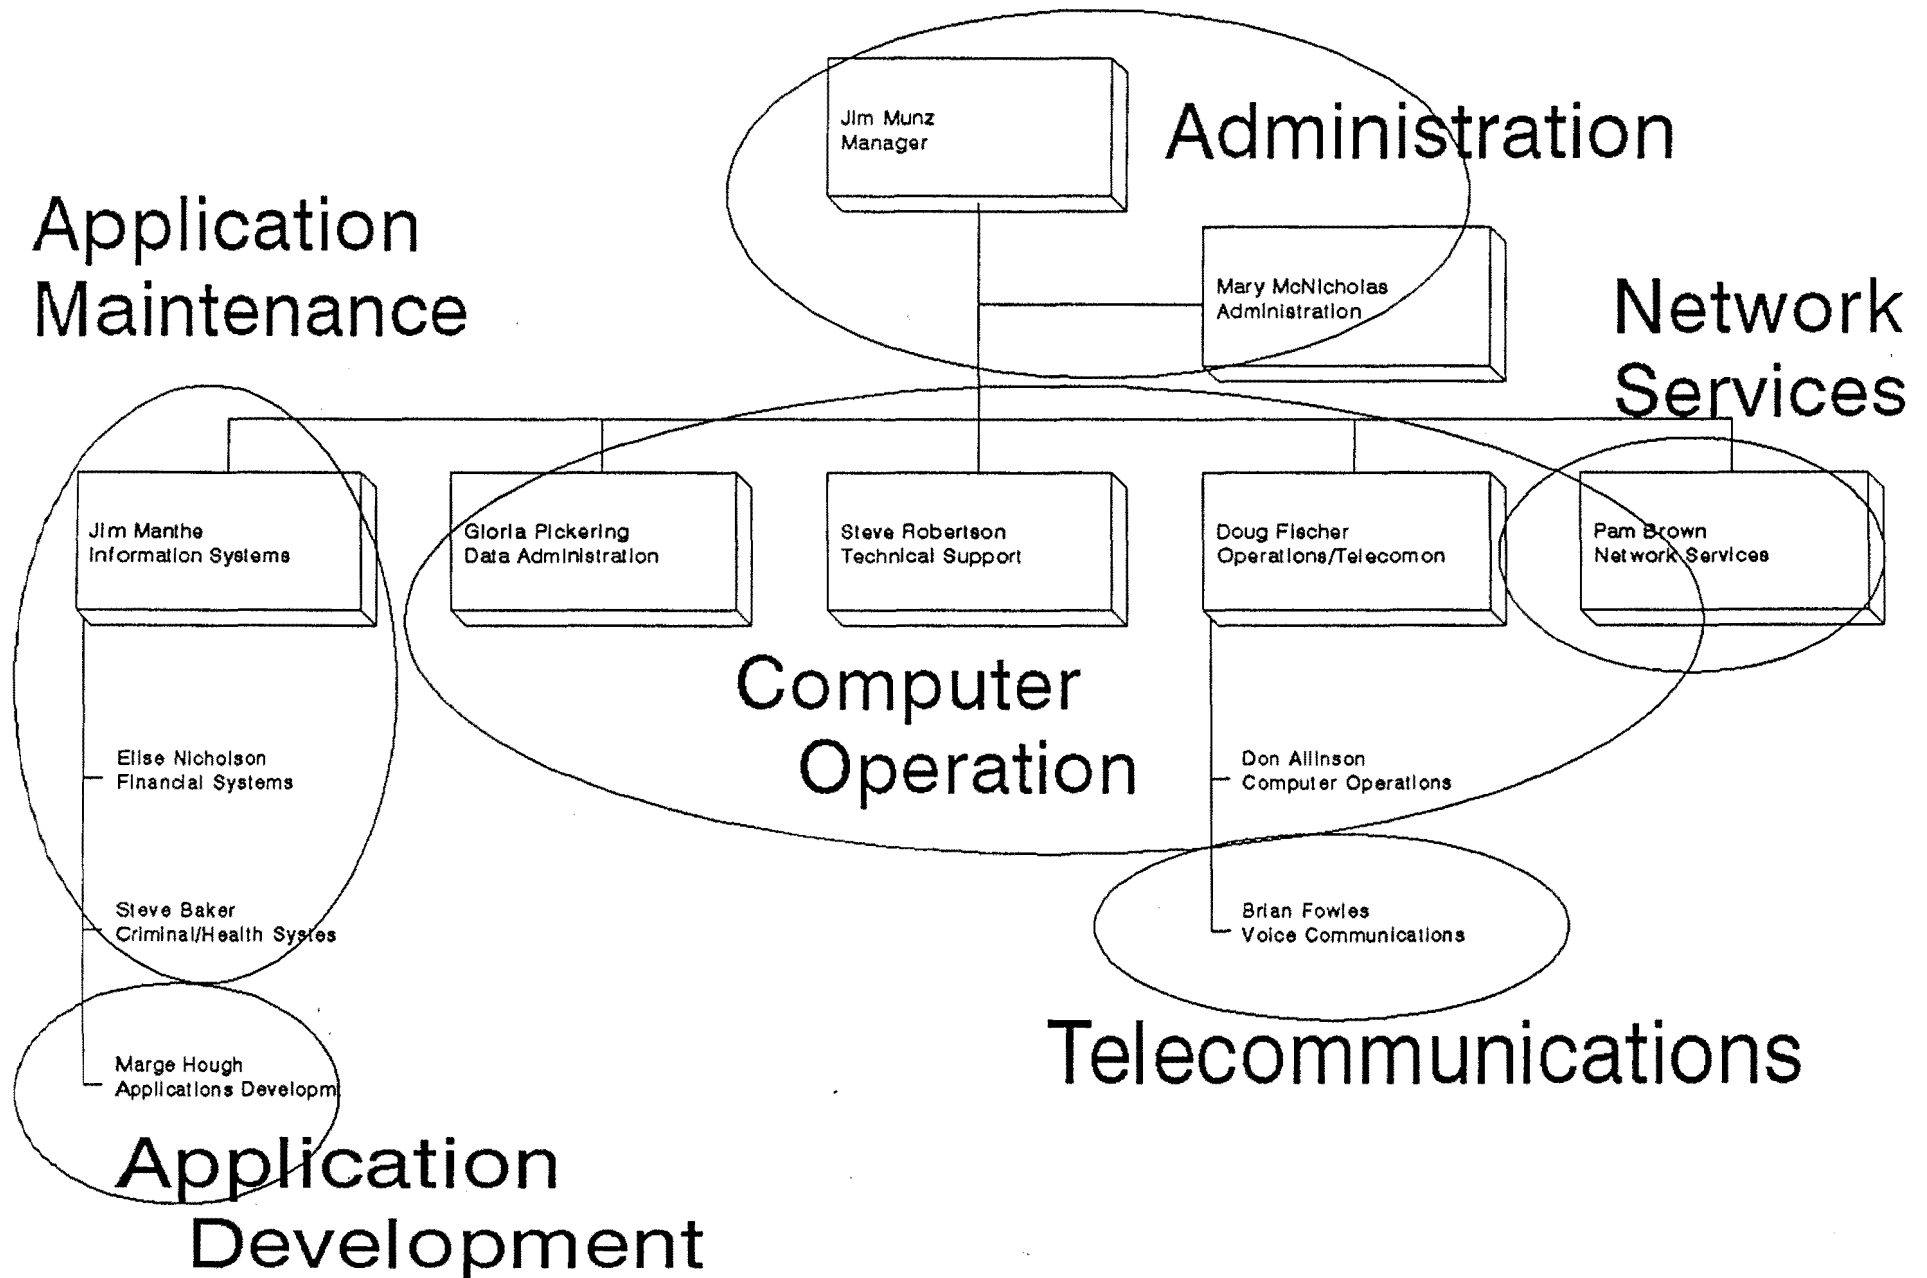 Jim Munz
Manager
Administration
Application
Maintenance
Mary McNicholas
Administration
Network
Services
Jim Manthe
Information Systems
Gloria Pickering
Data Administration
Steve Robertson
Technical Support
Doug Fischer
Operations/Telecomon
Pam Brown
Network Services
Computer
Operation
Elise Nicholson
Financial Systems
Don Allinson
Computer Operations
Steve Baker
Criminal/Health Systes
Brian Fowles
Voice Communications
Telecommunications
Marge Hough
Applications Developm
Application
Development